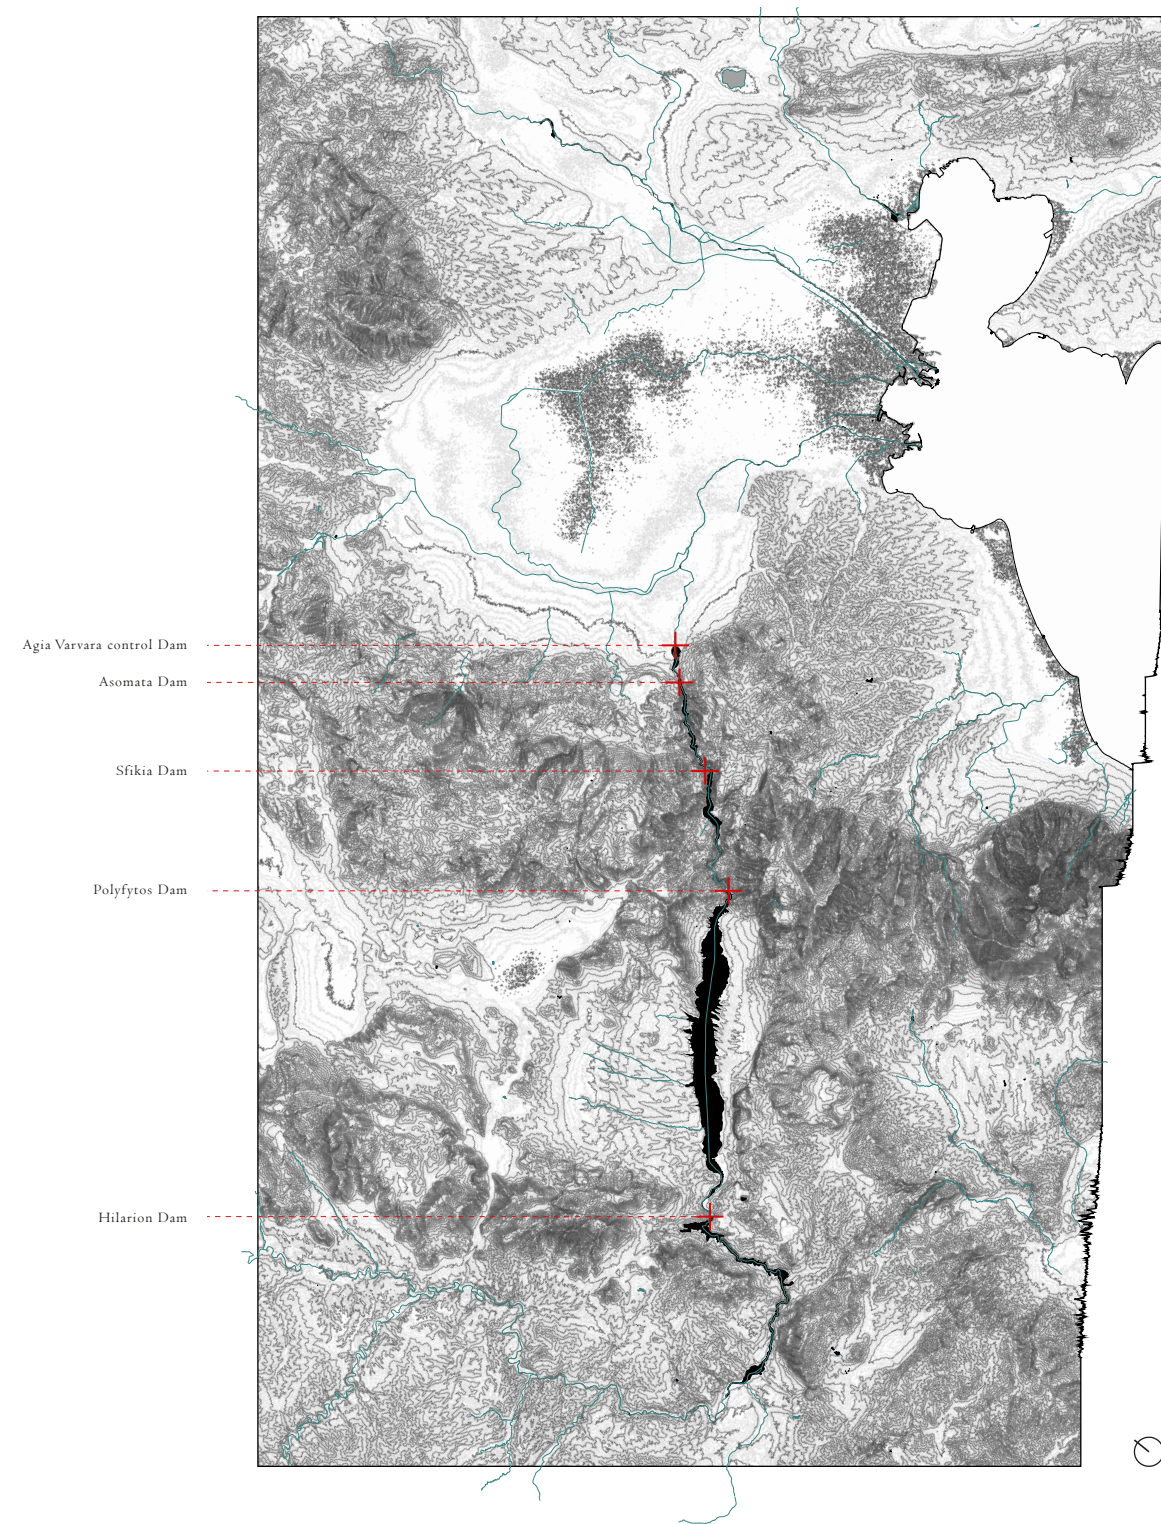 Agia Varvara control Dam
Asomata Dam
Sfikia Dam
Polyfytos Dam
Hilarion Dam